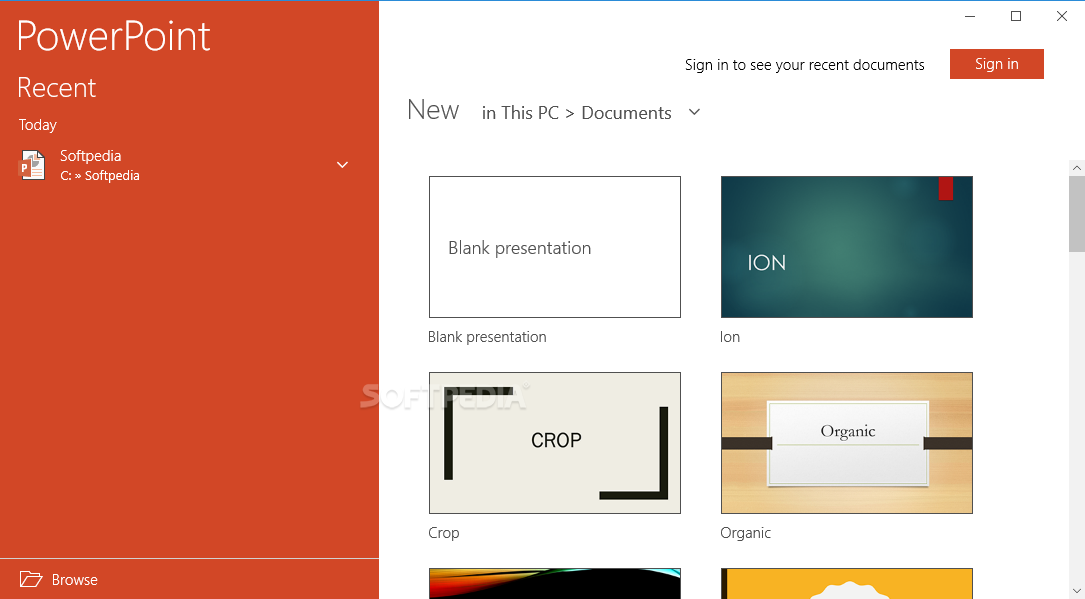 PowerPoint
Recent
Today
Softpedia
C: » Softpedia
Browse
Sign in to see your recent documents
Sign in
New in This PC > Documents
Blank presentation
Blank presentation
ION
Ion
SOFTPEDIA
CROP
Crop
Organic
Organic
P